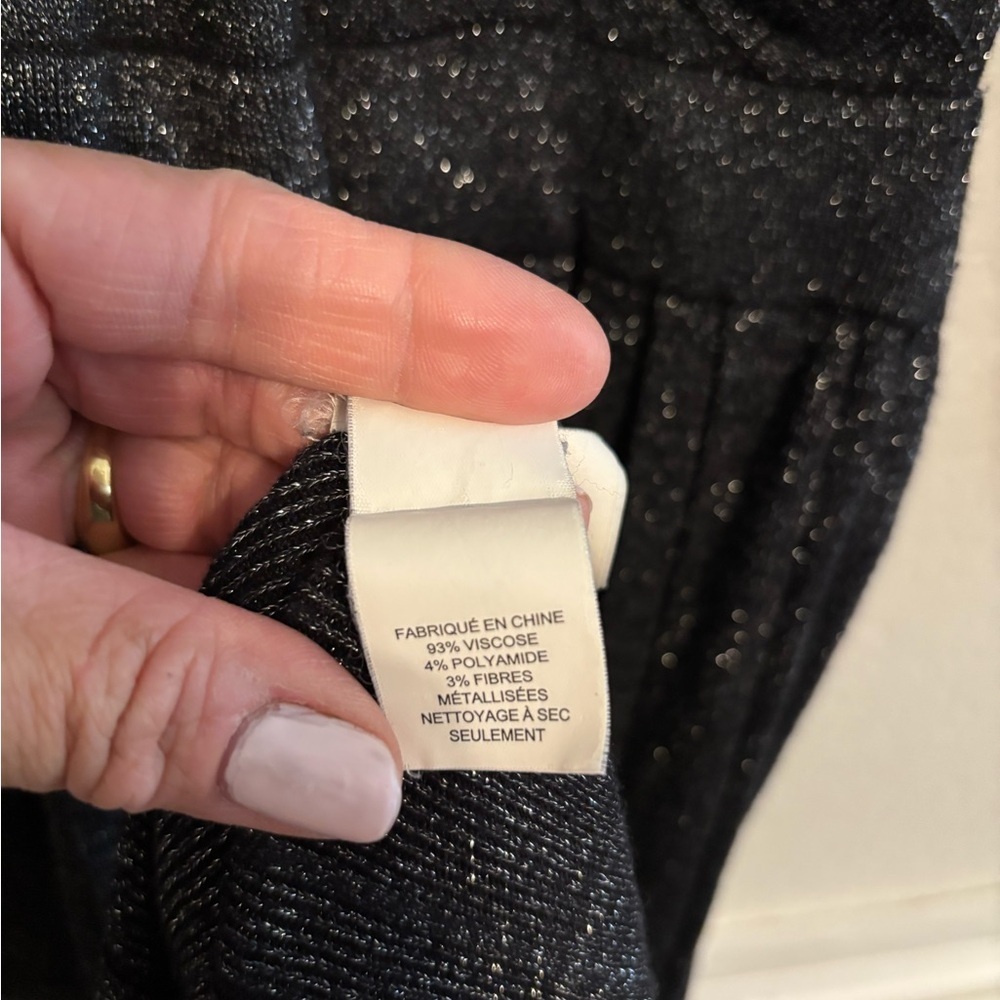 FABRIQUÉ EN CHINE
93% VISCOSE
4% POLYAMIDE
3% FIBRES
MÉTALLISÉES
NETTOYAGE À SEC
SEULEMENT